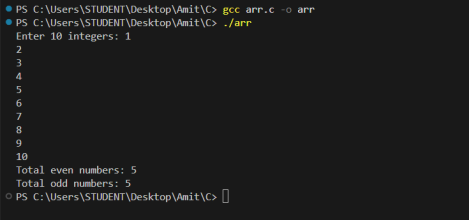 PS C:\Users\STUDENT\Desktop\Amit\C> gcc arr.c -o arr
PS C:\Users\STUDENT\Desktop\Amit\C> ./arr
Enter 10 integers: 1
2
3
4
5
6
7
8
9
10
Total even numbers: 5
Total odd numbers: 5
PS C:\Users\STUDENT\Desktop\Amit\C>